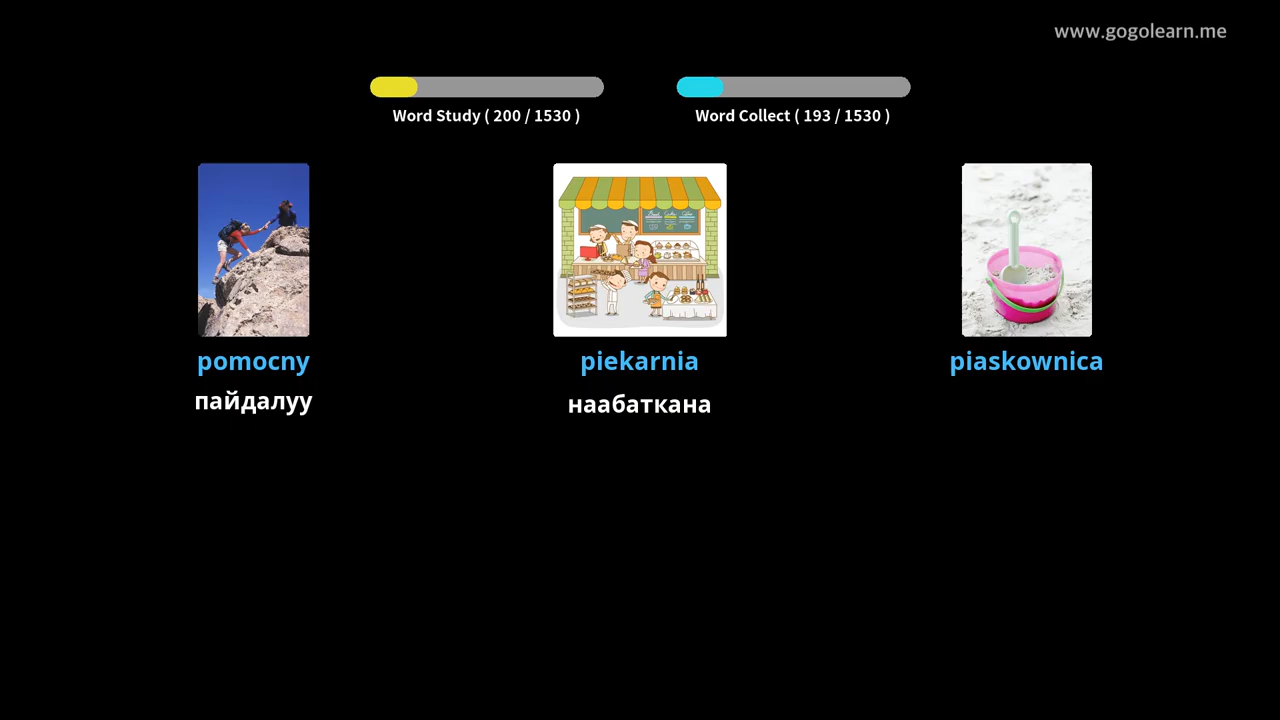 www.gogolearn.me
Word Study ( 200 / 1530 )
Word Collect ( 193 / 1530 )
pomocny
piekarnia
piaskownica
пайдалуу
наабаткана